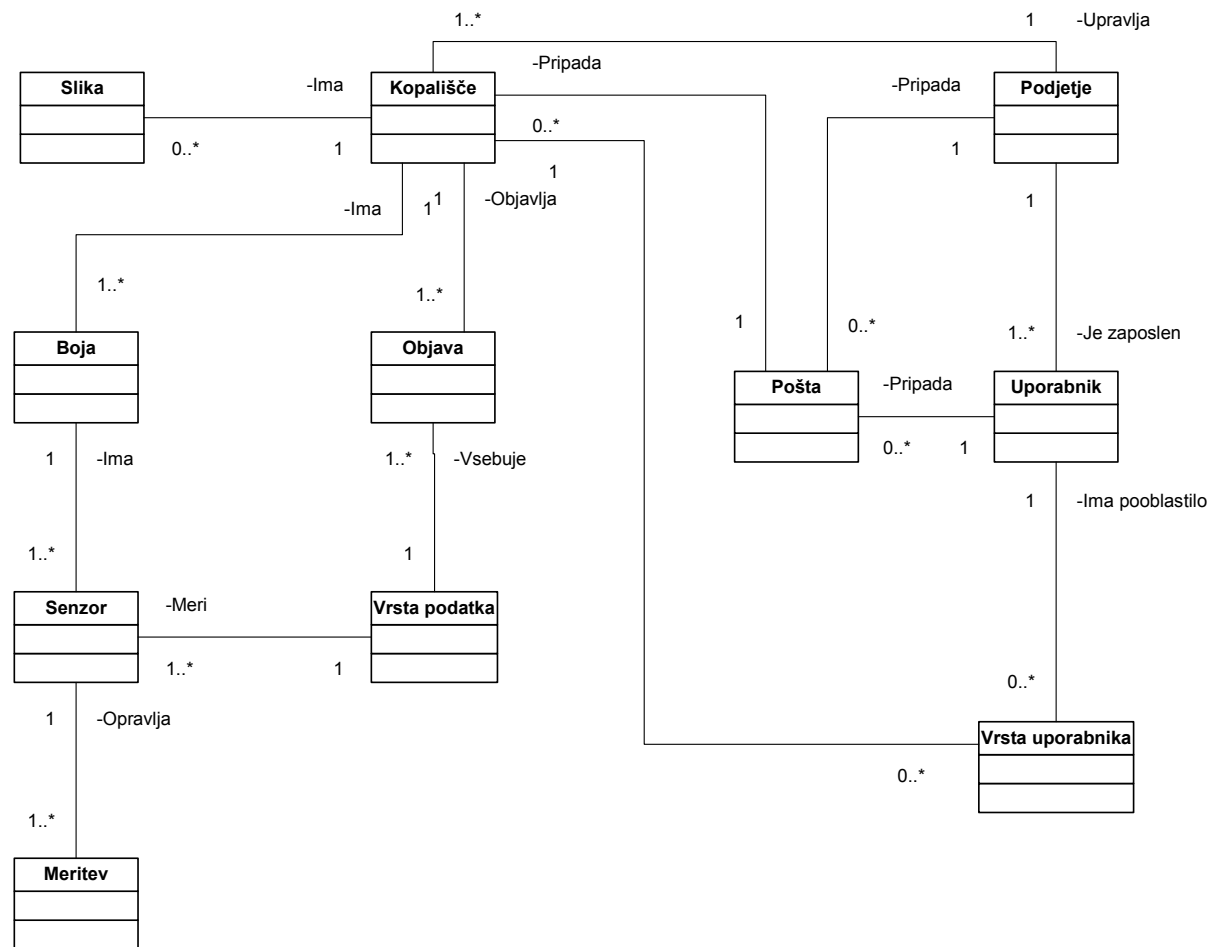 1..*
1
-Upravlja
-Pripada
Slika
-Ima
Kopališče
-Pripada
Podjetje
0..*
1
0..*
1
1
-Ima
1
1
-Objavlja
1
1..*
1..*
1
0..*
1..*
-Je zaposlen
Boja
Objava
Pošta
-Pripada
Uporabnik
0..*
1
1
-Ima
1..*
-Vsebuje
1
-Ima pooblastilo
1..*
1
Senzor
-Meri
Vrsta podatka
1..*
1
0..*
1
-Opravlja
Vrsta uporabnika
0..*
1..*
Meritev